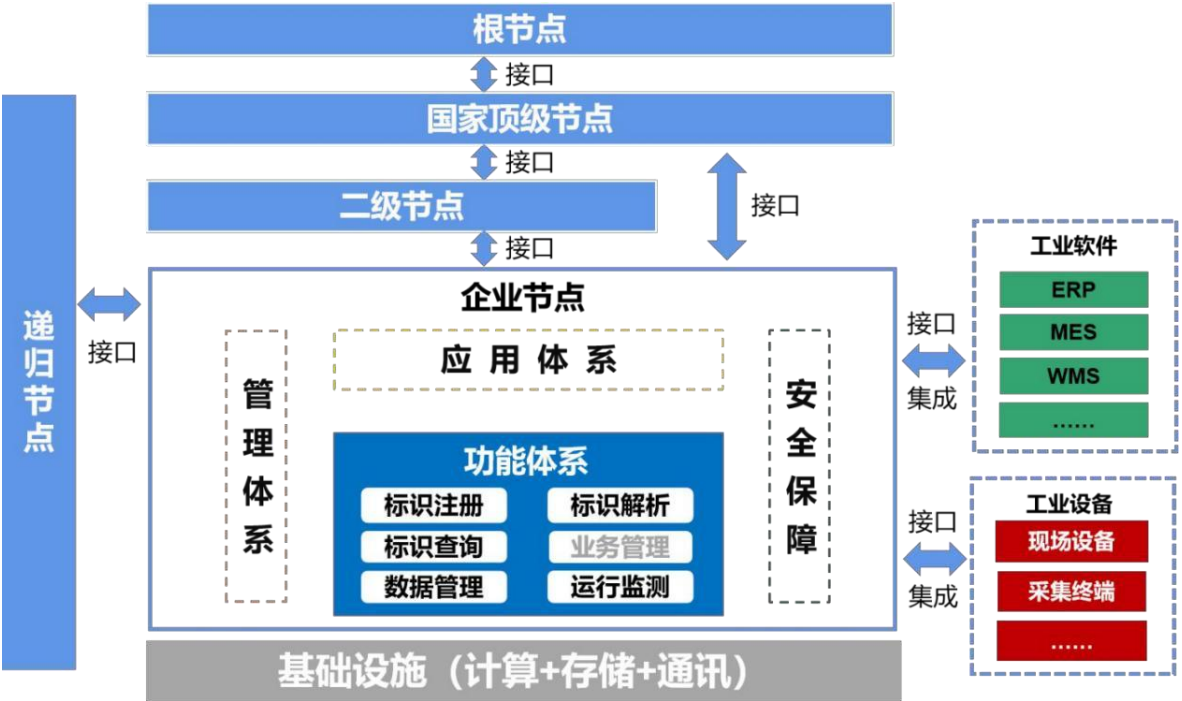 根节点
接口
国家顶级节点
接口
接口
二级节点
接口
递归节点
接口
企业节点
应用体系
管理体系
安全保障
功能体系
标识注册
标识解析
标识查询
业务管理
数据管理
运行监测
接口
集成
工业软件
ERP
MES
WMS
……
接口
集成
工业设备
现场设备
采集终端
……
基础设施（计算+存储+通讯）